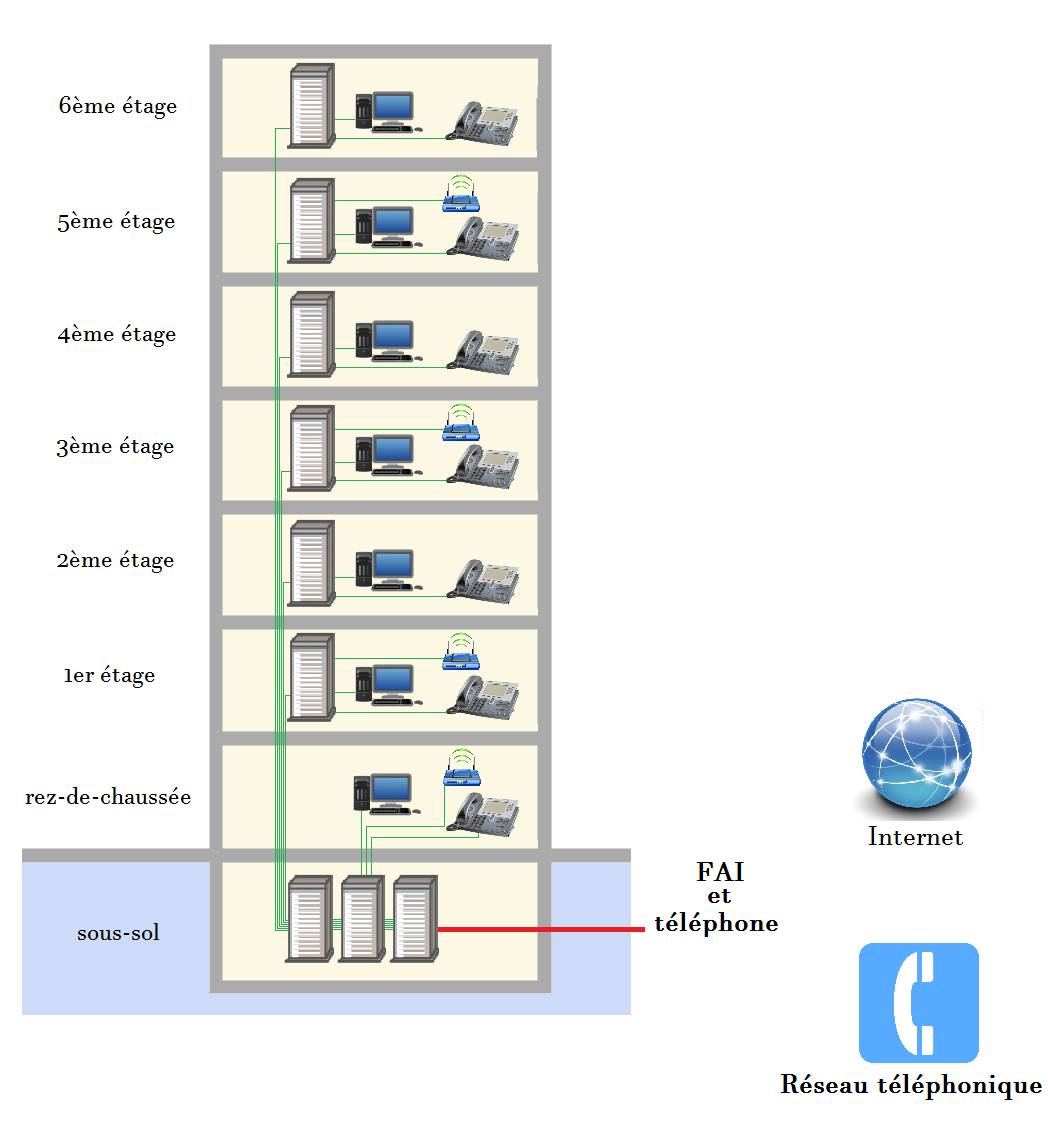 6ème étage
5ème étage
4ème étage
3ème étage
2ème étage
1er étage
rez-de-chaussée
Internet
FAI
et
téléphone
sous-sol
Réseau téléphonique